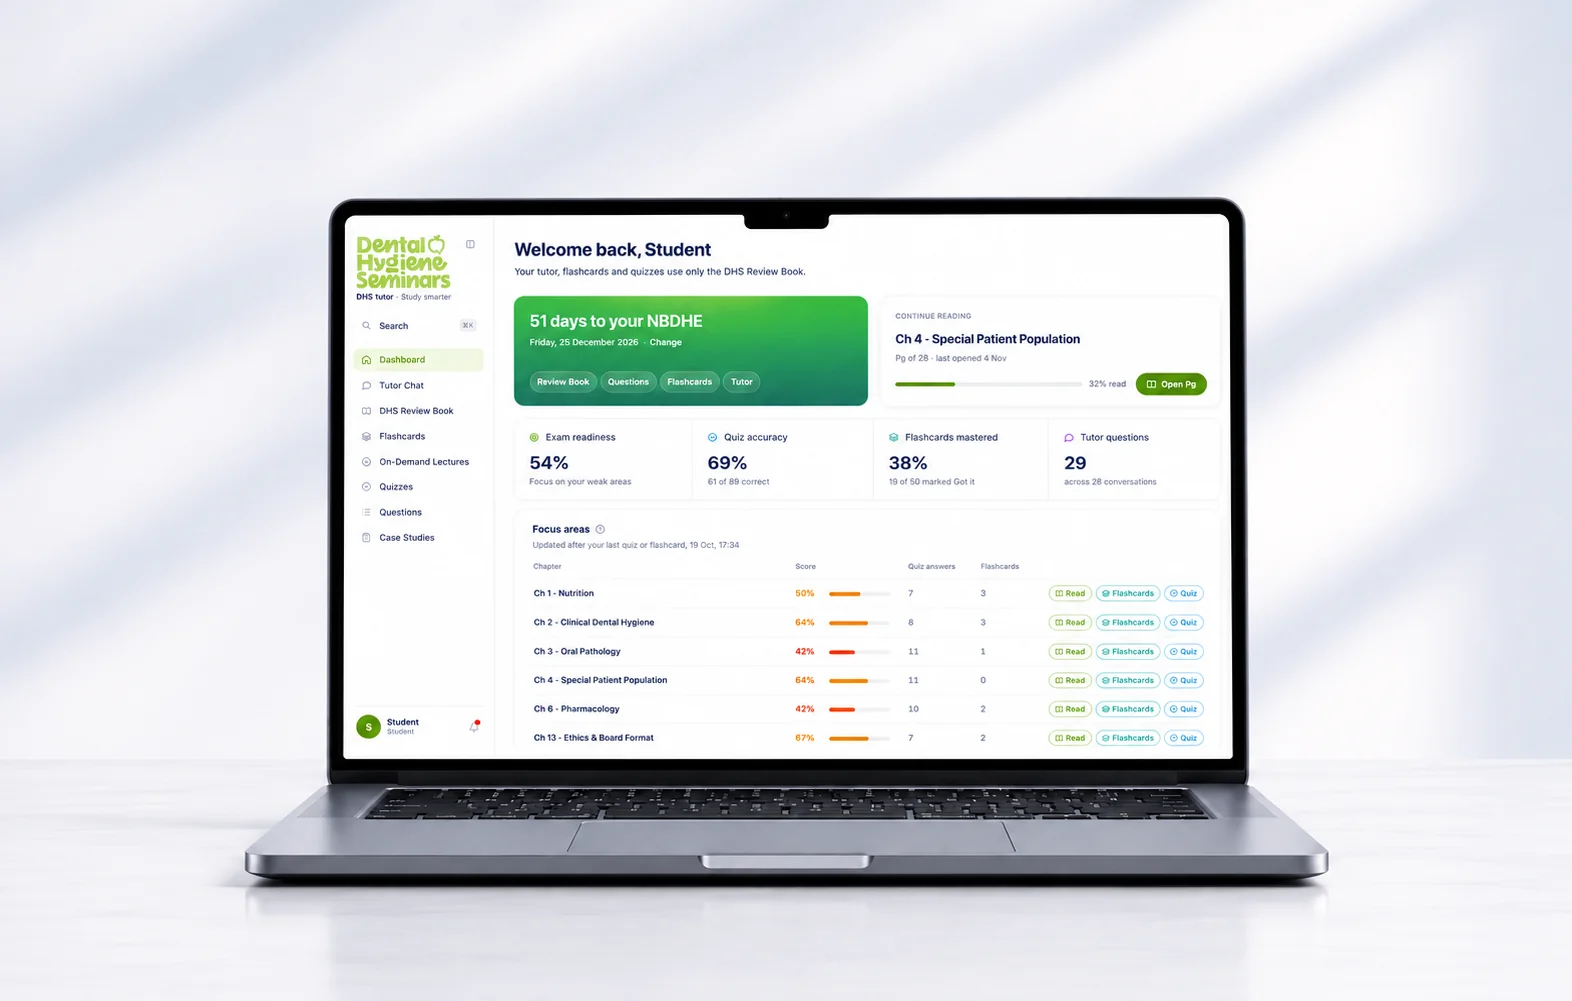 Dental
Hygiene
Seminars
DHS tutor · Study smarter
Search ⌘K
Dashboard
Tutor Chat
DHS Review Book
Flashcards
On-Demand Lectures
Quizzes
Questions
Case Studies
S
Student
Student
Welcome back, Student
Your tutor, flashcards and quizzes use only the DHS Review Book.
51 days to your NBDHE
Friday, 25 December 2026 · Change
Review Book Questions Flashcards Tutor
CONTINUE READING
Ch 4 - Special Patient Population
Pg of 28 · last opened 4 Nov
32% read Open Pg
Exam readiness
54%
Focus on your weak areas
Quiz accuracy
69%
61 of 89 correct
Flashcards mastered
38%
19 of 50 marked Got it
Tutor questions
29
across 28 conversations
Focus areas ?
Updated after your last quiz or flashcard, 19 Oct, 17:34
Chapter Score Quiz answers Flashcards
Ch 1 - Nutrition 50% 7 3 Read Flashcards Quiz
Ch 2 - Clinical Dental Hygiene 64% 8 3 Read Flashcards Quiz
Ch 3 - Oral Pathology 42% 11 1 Read Flashcards Quiz
Ch 4 - Special Patient Population 64% 11 0 Read Flashcards Quiz
Ch 6 - Pharmacology 42% 10 2 Read Flashcards Quiz
Ch 13 - Ethics & Board Format 67% 7 2 Read Flashcards Quiz